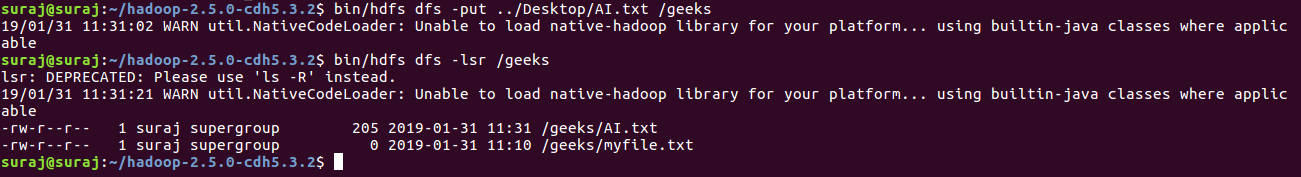 suraj@suraj:~/hadoop-2.5.0-cdh5.3.2$ bin/hdfs dfs -put ../Desktop/AI.txt /geeks
19/01/31 11:31:02 WARN util.NativeCodeLoader: Unable to load native-hadoop library for your platform... using builtin-java classes where applic
able
suraj@suraj:~/hadoop-2.5.0-cdh5.3.2$ bin/hdfs dfs -lsr /geeks
lsr: DEPRECATED: Please use 'ls -R' instead.
19/01/31 11:31:21 WARN util.NativeCodeLoader: Unable to load native-hadoop library for your platform... using builtin-java classes where applic
able
-rw-r--r--   1 suraj supergroup        205 2019-01-31 11:31 /geeks/AI.txt
-rw-r--r--   1 suraj supergroup          0 2019-01-31 11:10 /geeks/myfile.txt
suraj@suraj:~/hadoop-2.5.0-cdh5.3.2$